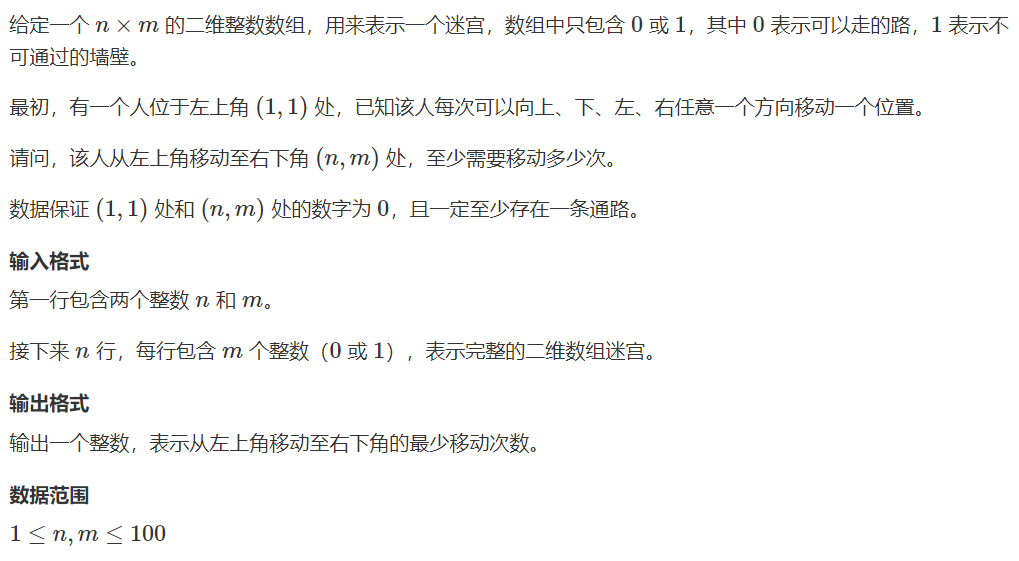 给定一个 n × m 的二维整数数组，用来表示一个迷宫，数组中只包含 0 或 1，其中 0 表示可以走的路，1 表示不
可通过的墙壁。
最初，有一个人位于左上角 (1, 1) 处，已知该人每次可以向上、下、左、右任意一个方向移动一个位置。
请问，该人从左上角移动至右下角 (n, m) 处，至少需要移动多少次。
数据保证 (1, 1) 处和 (n, m) 处的数字为 0，且一定至少存在一条通路。
输入格式
第一行包含两个整数 n 和 m。
接下来 n 行，每行包含 m 个整数（0 或 1），表示完整的二维数组迷宫。
输出格式
输出一个整数，表示从左上角移动至右下角的最少移动次数。
数据范围
1 ≤ n, m ≤ 100